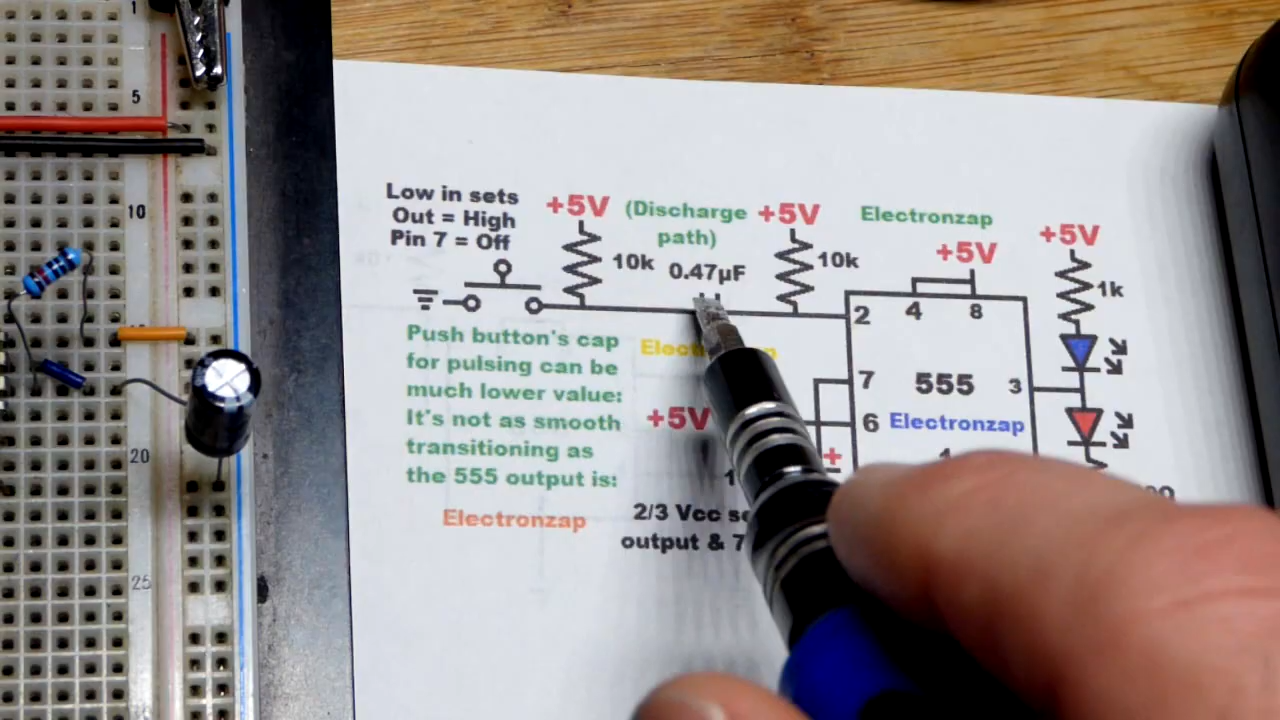 1
5
10
20
25
Low in sets
Out = High
Pin 7 = Off
+5V
10k
(Discharge
path)
0.47µF
+5V
10k
Electronzap
+5V
+5V
1k
2
4
8
7
555
3
6
Electronzap
+
Push button's cap
for pulsing can be
much lower value:
It's not as smooth
transitioning as
the 555 output is:
+5V
Electronzap
2/3 Vcc
output & 7